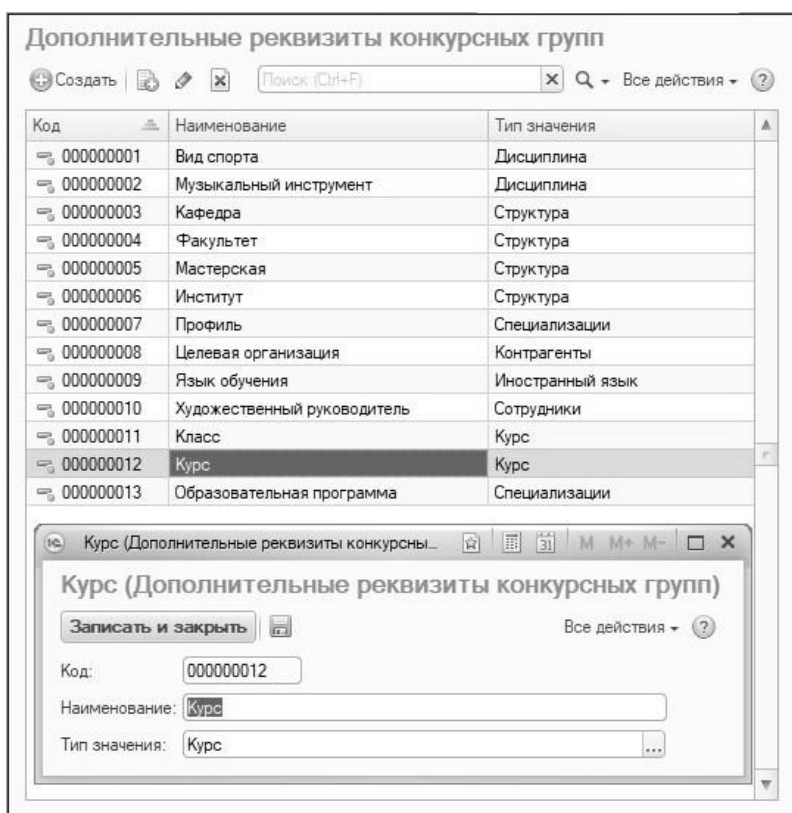 Дополнительные реквизиты конкурсных групп
Создать Поиск (Ctrl+F) Все действия
Код Наименование Тип значения
000000001 Вид спорта Дисциплина
000000002 Музыкальный инструмент Дисциплина
000000003 Кафедра Структура
000000004 Факультет Структура
000000005 Мастерская Структура
000000006 Институт Структура
000000007 Профиль Специализации
000000008 Целевая организация Контрагенты
000000009 Язык обучения Иностранный язык
000000010 Художественный руководитель Сотрудники
000000011 Класс Курс
000000012 Курс Курс
000000013 Образовательная программа Специализации
1С Курс (Дополнительные реквизиты конкурсны... 31 M M+ M-
Курс (Дополнительные реквизиты конкурсных групп)
Записать и закрыть Все действия ?
Код: 000000012
Наименование: Курс
Тип значения: Курс ...